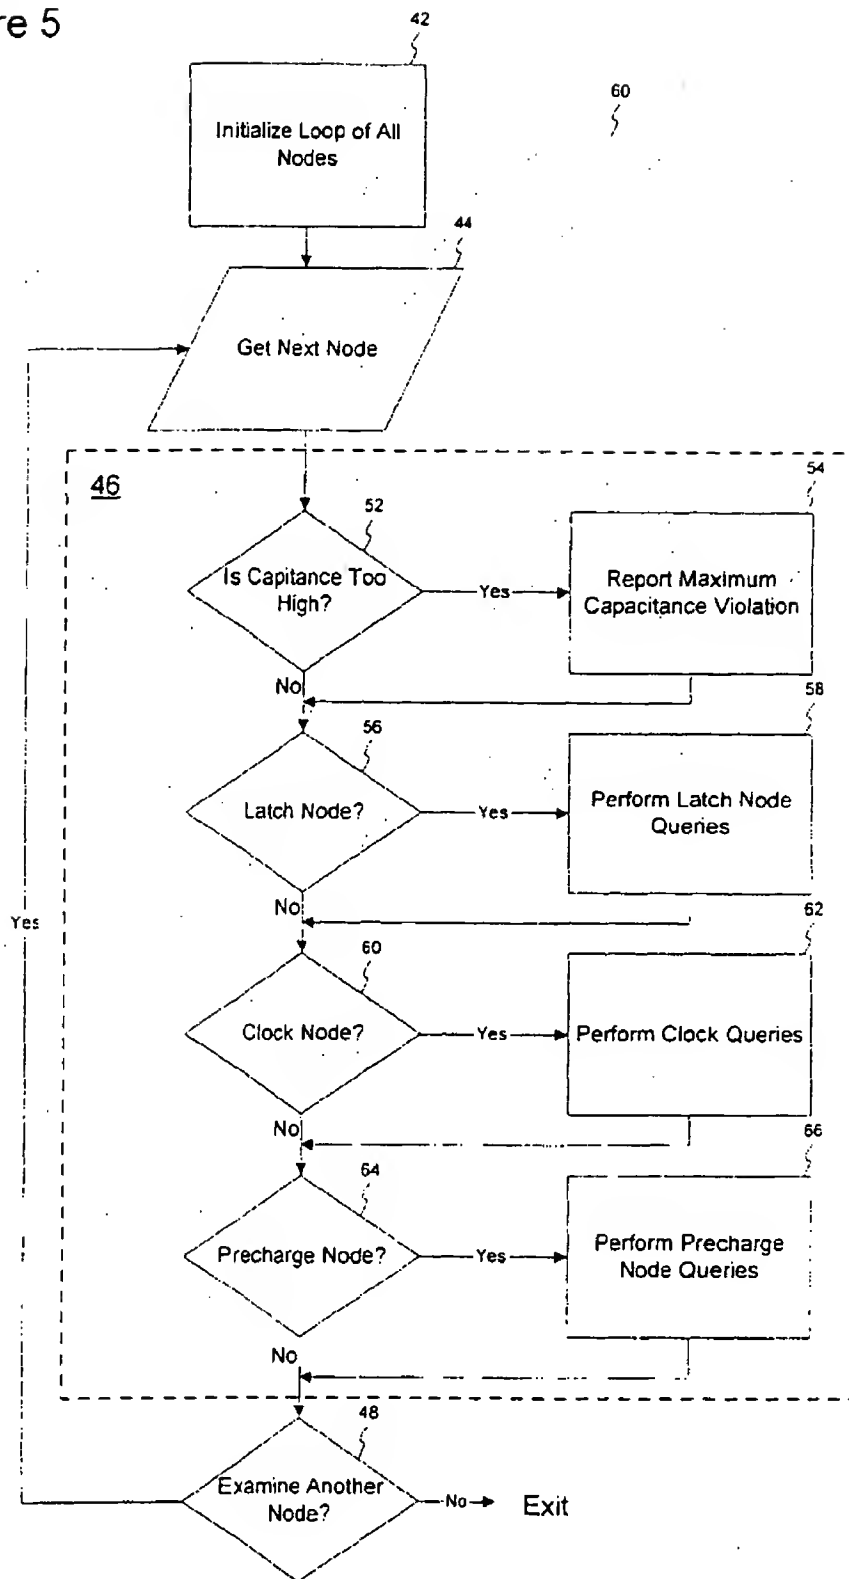 re 5
42
60
Initialize Loop of All
Nodes
44
Get Next Node
46
54
52
Is Capitance Too
High?
Yes
Report Maximum
Capacitance Violation
No
58
56
Latch Node?
Yes
Perform Latch Node
Queries
No
Yes
62
60
Clock Node?
Yes
Perform Clock Queries
No
66
64
Precharge Node?
Yes
Perform Precharge
Node Queries
No
48
Examine Another
Node?
No
Exit